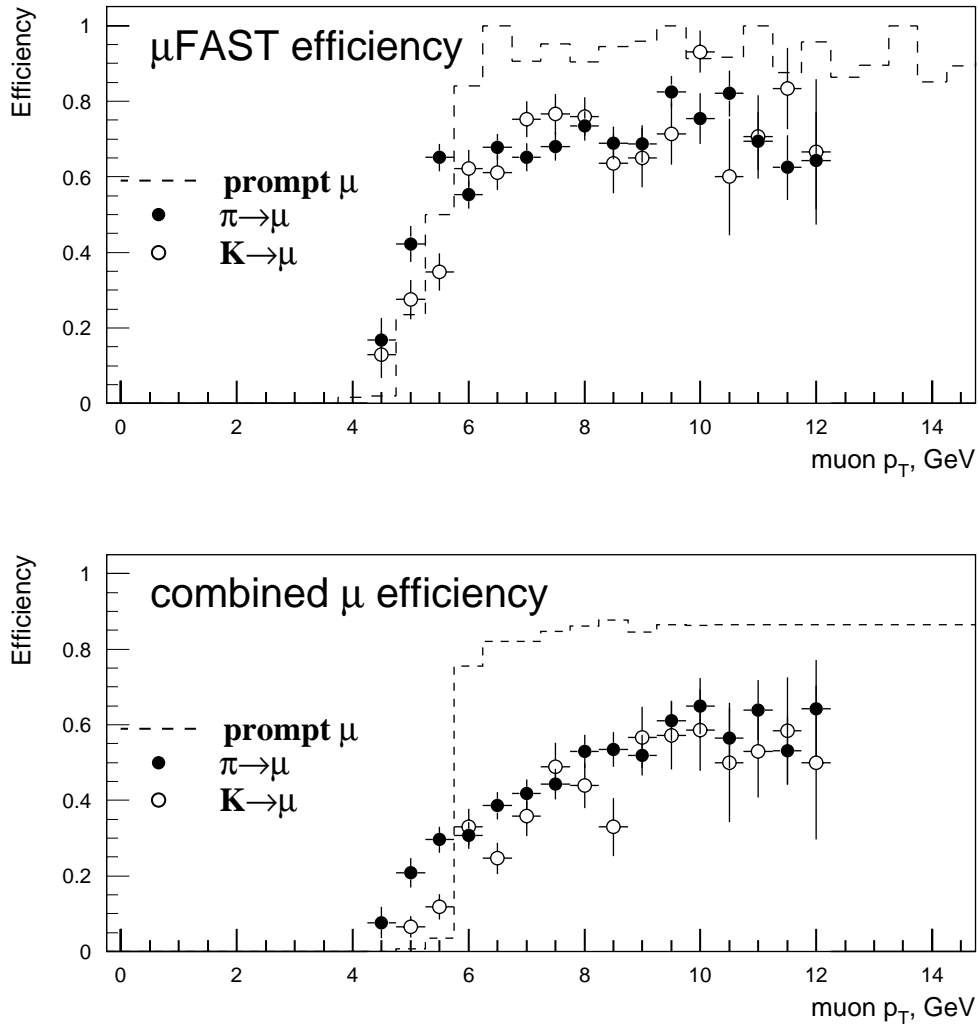 µFAST efficiency
Efficiency
1
0.8
0.6
0.4
0.2
0
prompt µ
π→µ
K→µ
0 2 4 6 8 10 12 14
muon p_T, GeV
combined µ efficiency
Efficiency
1
0.8
0.6
0.4
0.2
0
prompt µ
π→µ
K→µ
0 2 4 6 8 10 12 14
muon p_T, GeV